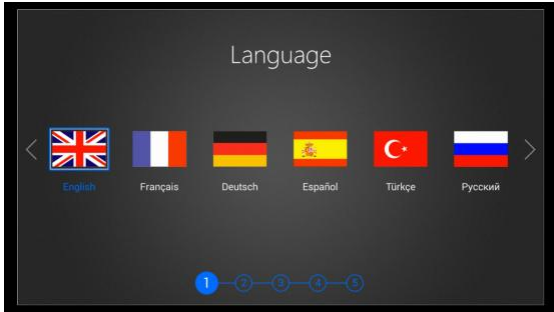 Language
English Français Deutsch Español Türkçe Русский
1 2 3 4 5